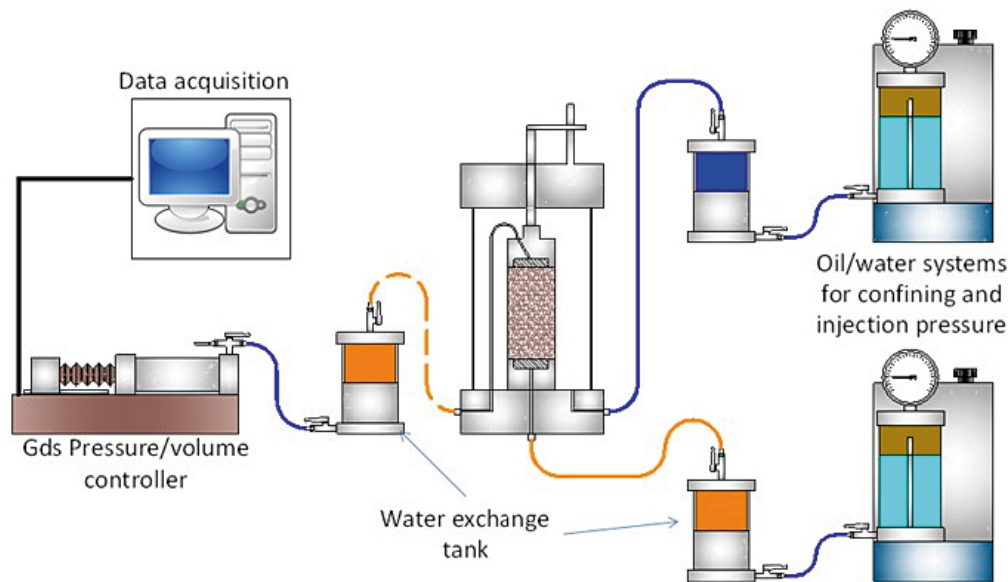 Data acquisition
Oil/water systems
for confining and
injection pressure
Gds Pressure/volume
controller
Water exchange
tank